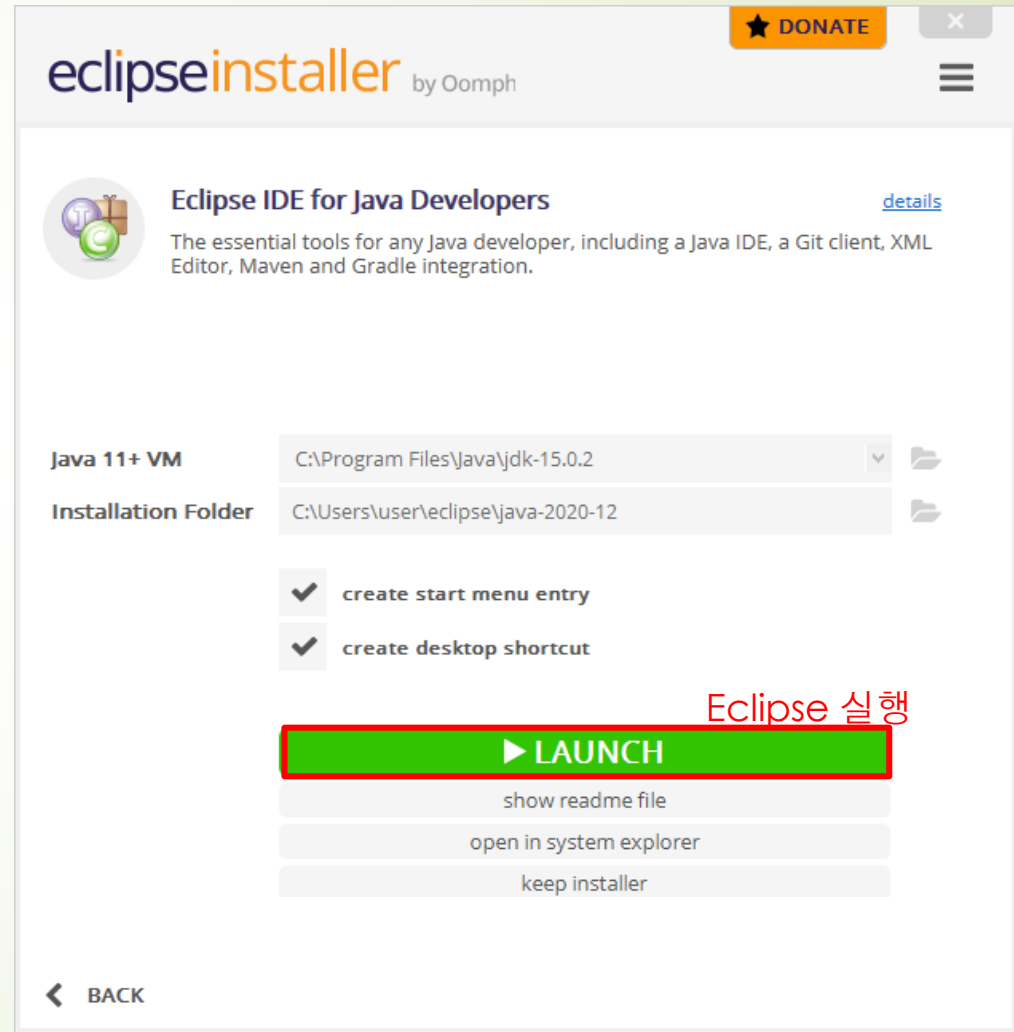 DONATE
eclipseinstaller by Oomph
Eclipse IDE for Java Developers details
The essential tools for any Java developer, including a Java IDE, a Git client, XML
Editor, Maven and Gradle integration.
Java 11+ VM C:\Program Files\Java\jdk-15.0.2
Installation Folder C:\Users\user\eclipse\java-2020-12
create start menu entry
create desktop shortcut
Eclipse 실행
LAUNCH
show readme file
open in system explorer
keep installer
BACK